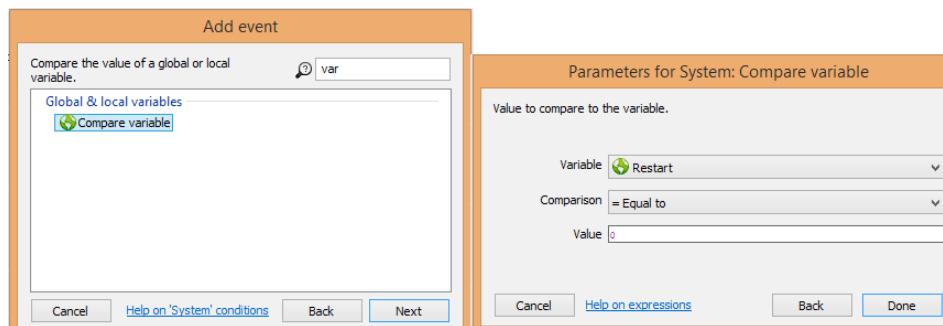 Add event
Compare the value of a global or local
variable.
var
Global & local variables
Compare variable
Cancel
Help on 'System' conditions
Back
Next
Parameters for System: Compare variable
Value to compare to the variable.
Variable
Restart
Comparison
= Equal to
Value
0
Cancel
Help on expressions
Back
Done